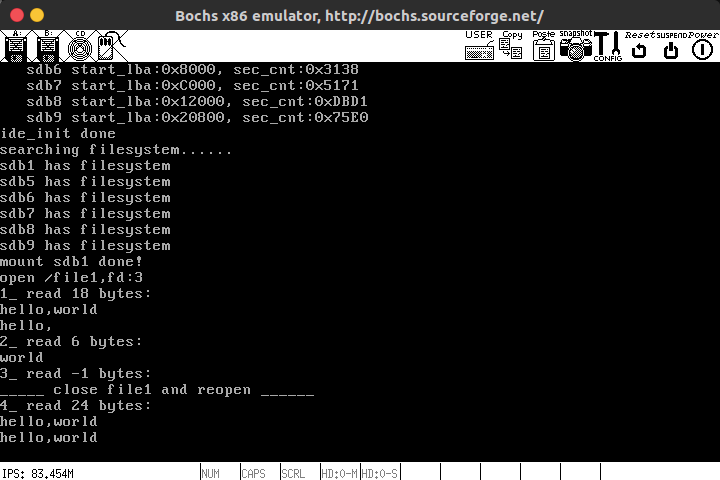 Bochs x86 emulator, http://bochs.sourceforge.net/
A: B: CD USER Copy Paste Snapshot CONFIG Reset SUSPEND Power
sdb6 start_lba:0x8000, sec_cnt:0x3138
sdb7 start_lba:0xC000, sec_cnt:0x5171
sdb8 start_lba:0x12000, sec_cnt:0xDBD1
sdb9 start_lba:0x20800, sec_cnt:0x75E0
ide_init done
searching filesystem......
sdb1 has filesystem
sdb5 has filesystem
sdb6 has filesystem
sdb7 has filesystem
sdb8 has filesystem
sdb9 has filesystem
mount sdb1 done!
open /file1,fd:3
1_ read 18 bytes:
hello,world
hello,
2_ read 6 bytes:
world
3_ read -1 bytes:
_____ close file1 and reopen ______
4_ read 24 bytes:
hello,world
hello,world
IPS: 83.454M NUM CAPS SCRL HD:0-M HD:0-S